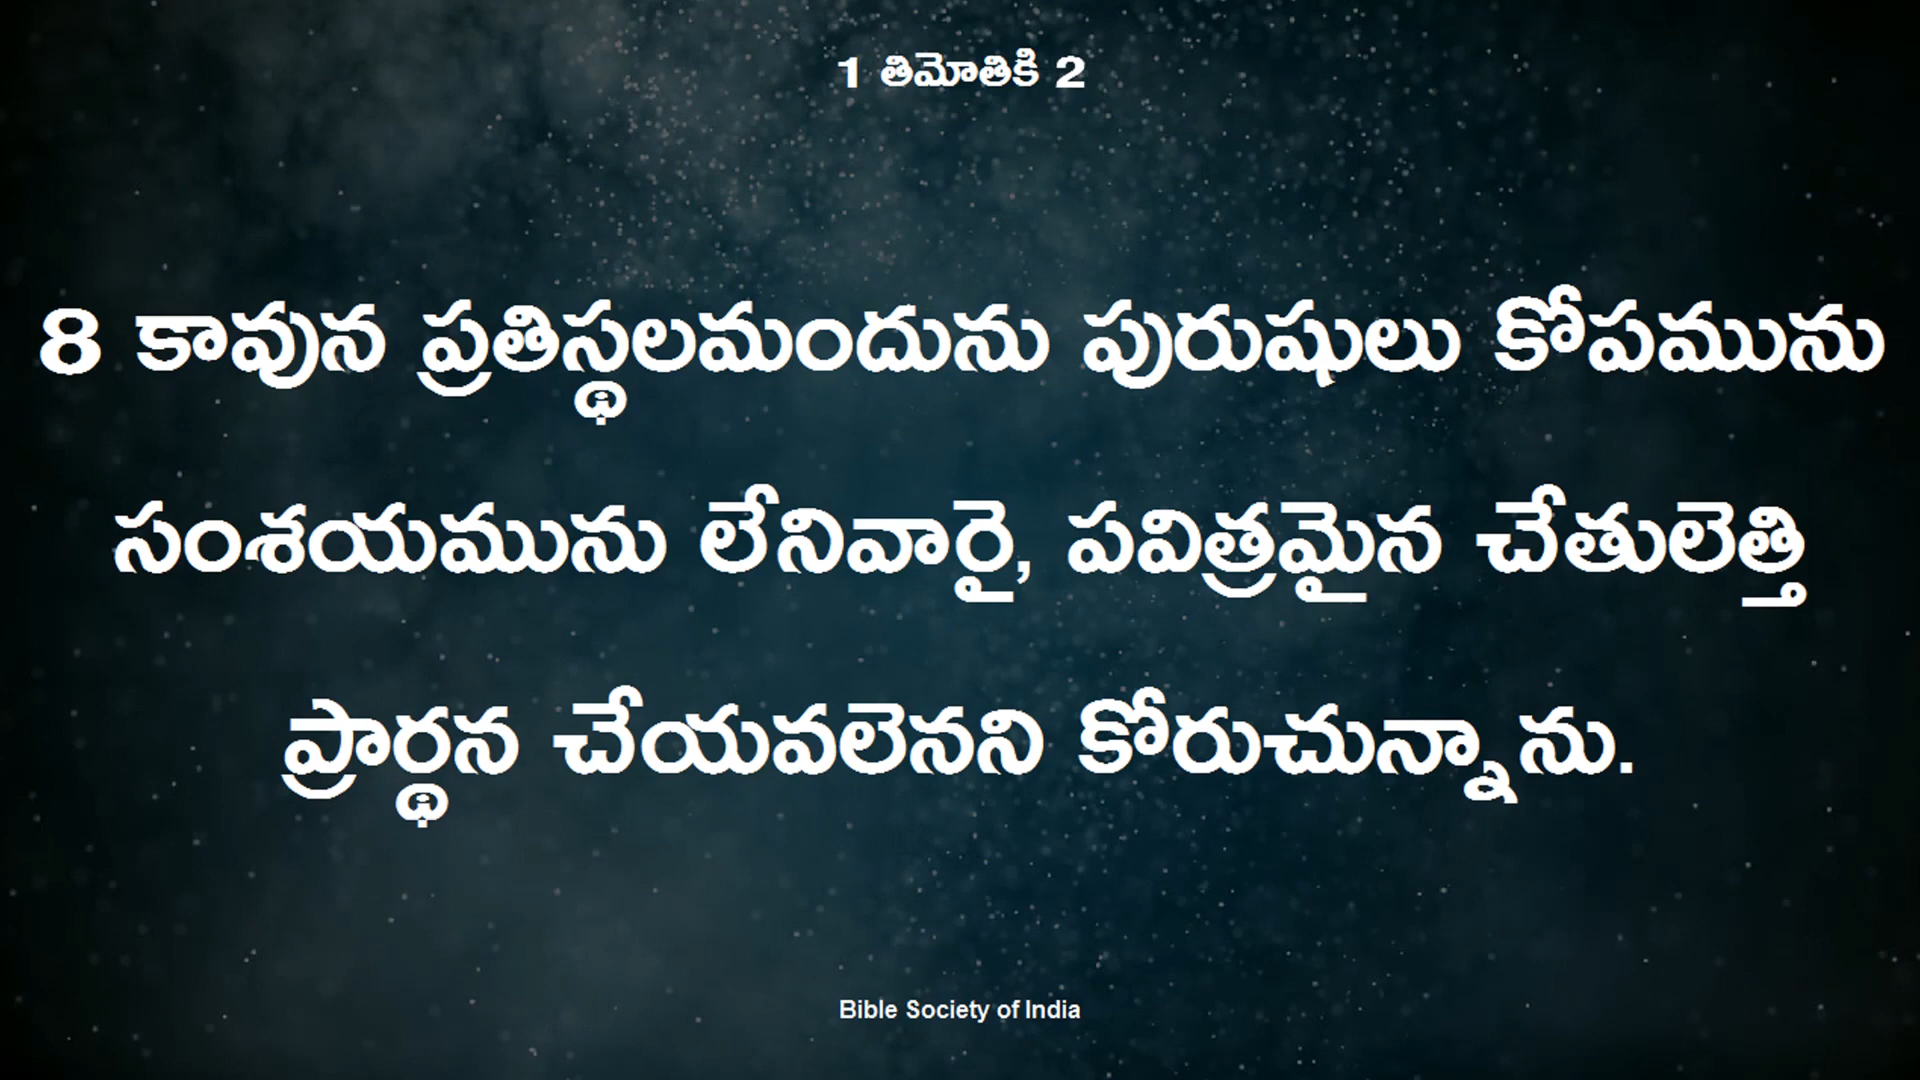 1 తిమోతికి 2
8 కావున ప్రతిస్థలమందును పురుషులు కోపమును
సంశయమును లేనివారై, పవిత్రమైన చేతులెత్తి
ప్రార్థన చేయవలెనని కోరుచున్నాను.
Bible Society of India